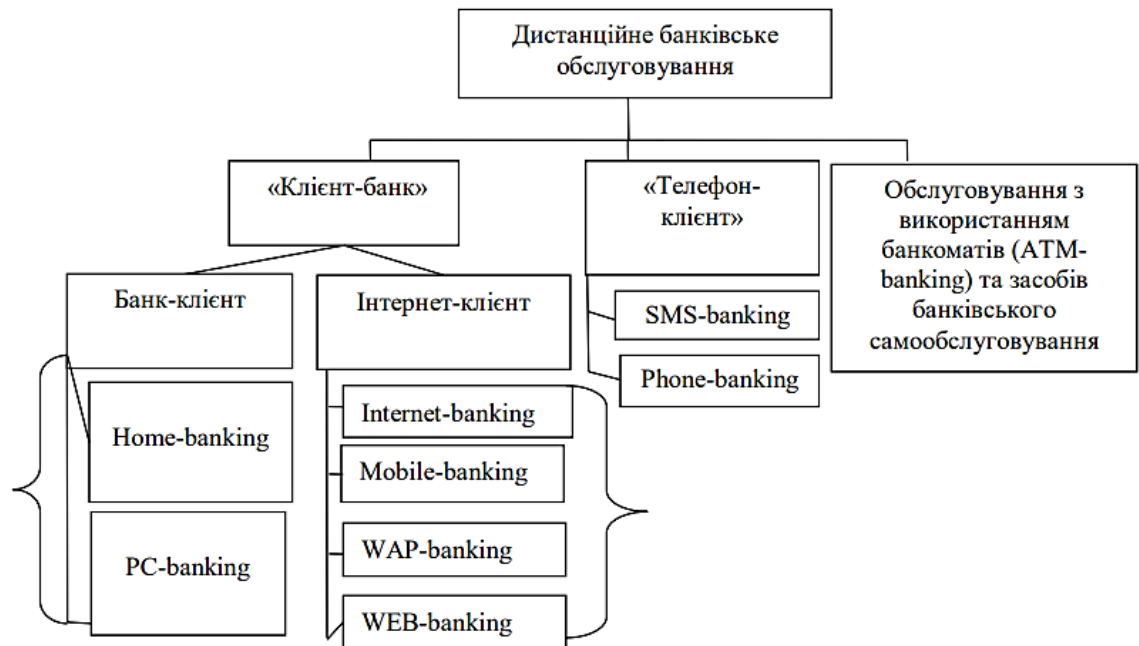 Дистанційне банківське
обслуговування
«Клієнт-банк»
«Телефон-
клієнт»
Обслуговування з
використанням
банкоматів (ATM-
banking) та засобів
банківського
самообслуговування
Банк-клієнт
Інтернет-клієнт
SMS-banking
Phone-banking
Home-banking
PC-banking
Internet-banking
Mobile-banking
WAP-banking
WEB-banking